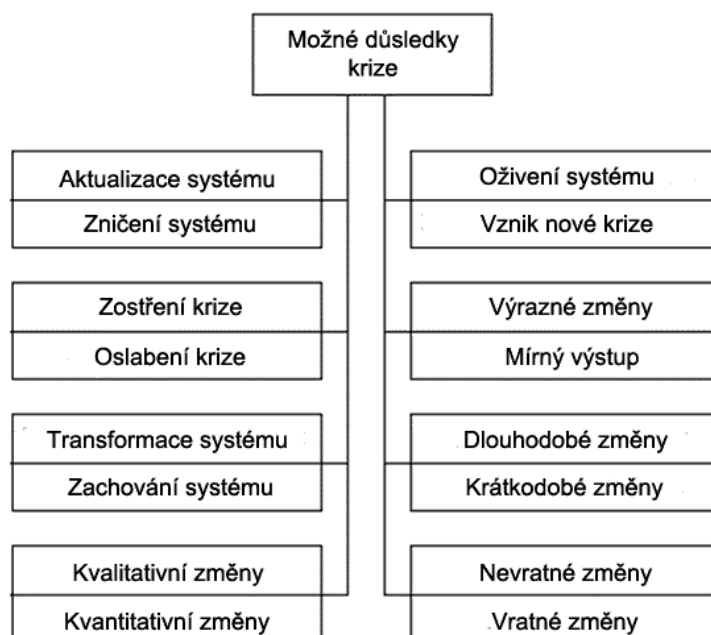 Možné důsledky
krize
Aktualizace systému
Zničení systému
Oživení systému
Vznik nové krize
Zostření krize
Oslabení krize
Výrazné změny
Mírný výstup
Transformace systému
Zachování systému
Dlouhodobé změny
Krátkodobé změny
Kvalitativní změny
Kvantitativní změny
Nevratné změny
Vratné změny